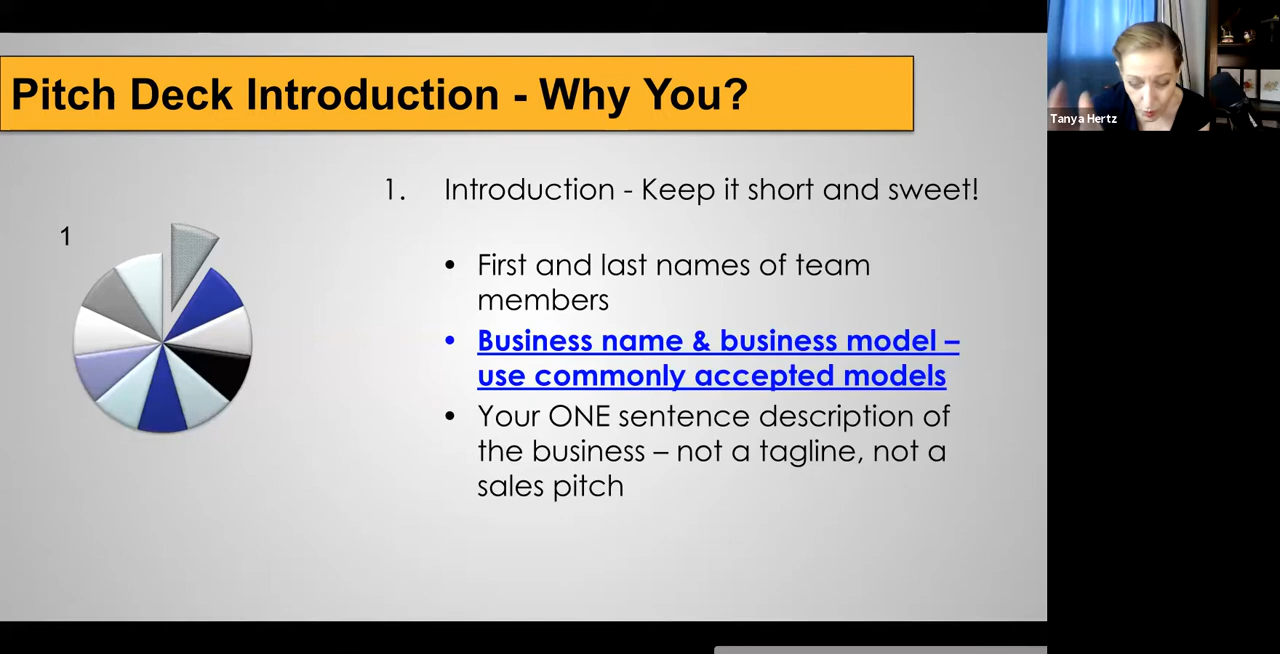 Pitch Deck Introduction - Why You?
Tanya Hertz
1. Introduction - Keep it short and sweet!
1
• First and last names of team
members
• Business name & business model –
use commonly accepted models
• Your ONE sentence description of
the business – not a tagline, not a
sales pitch